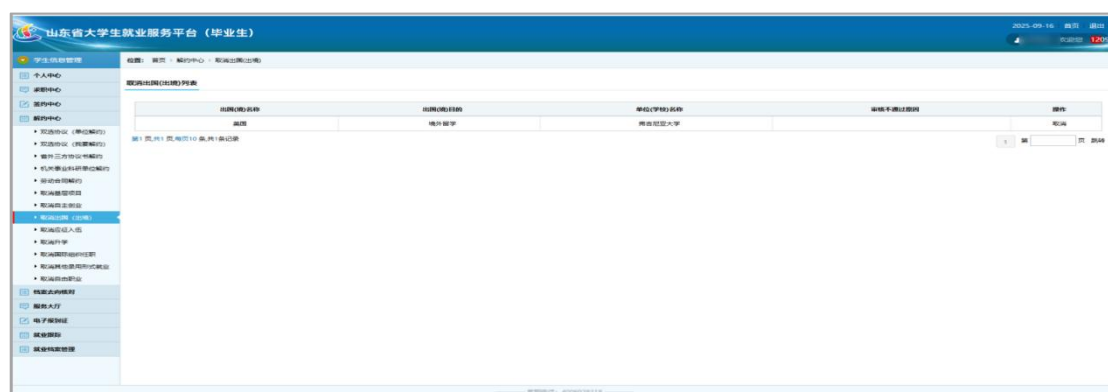 山东省大学生就业服务平台（毕业生）
2025-09-16 首页 退出
欢迎您 1209
学生信息管理
位置： 首页 > 解约中心 > 取消出国(出境)
个人中心
求职中心
签约中心
解约中心
双选协议（单位解约）
双选协议（我要解约）
省外三方协议书解约
机关事业科研单位解约
劳动合同解约
取消基层项目
取消自主创业
取消出国（出境）
取消应征入伍
取消升学
取消国际组织任职
取消其他录用形式就业
取消自由职业
档案去向核对
服务大厅
电子报到证
就业跟踪
就业档案管理
取消出国(出境)列表
出国(境)名称 出国(境)目的 单位(学校)名称 审核不通过原因 操作
美国 境外留学 宾吉尼亚大学 取消
第1 页,共1 页,每页10 条,共1条记录
1 第 页 跳转